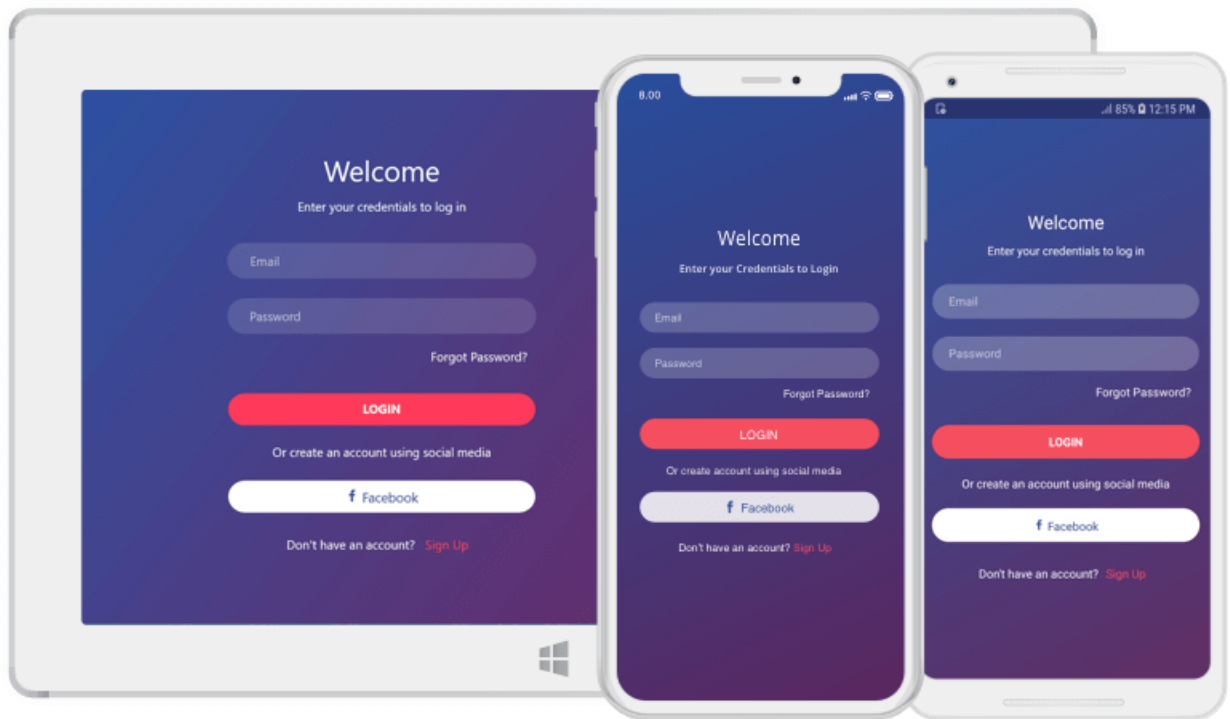 Welcome
Enter your credentials to log in
Email
Password
Forgot Password?
LOGIN
Or create an account using social media
f Facebook
Don't have an account? Sign Up
8.00
Welcome
Enter your Credentials to Login
Email
Password
Forgot Password?
LOGIN
Or create account using social media
f Facebook
Don't have an account? Sign Up
85% 12:15 PM
Welcome
Enter your credentials to log in
Email
Password
Forgot Password?
LOGIN
Or create an account using social media
f Facebook
Don't have an account? Sign Up